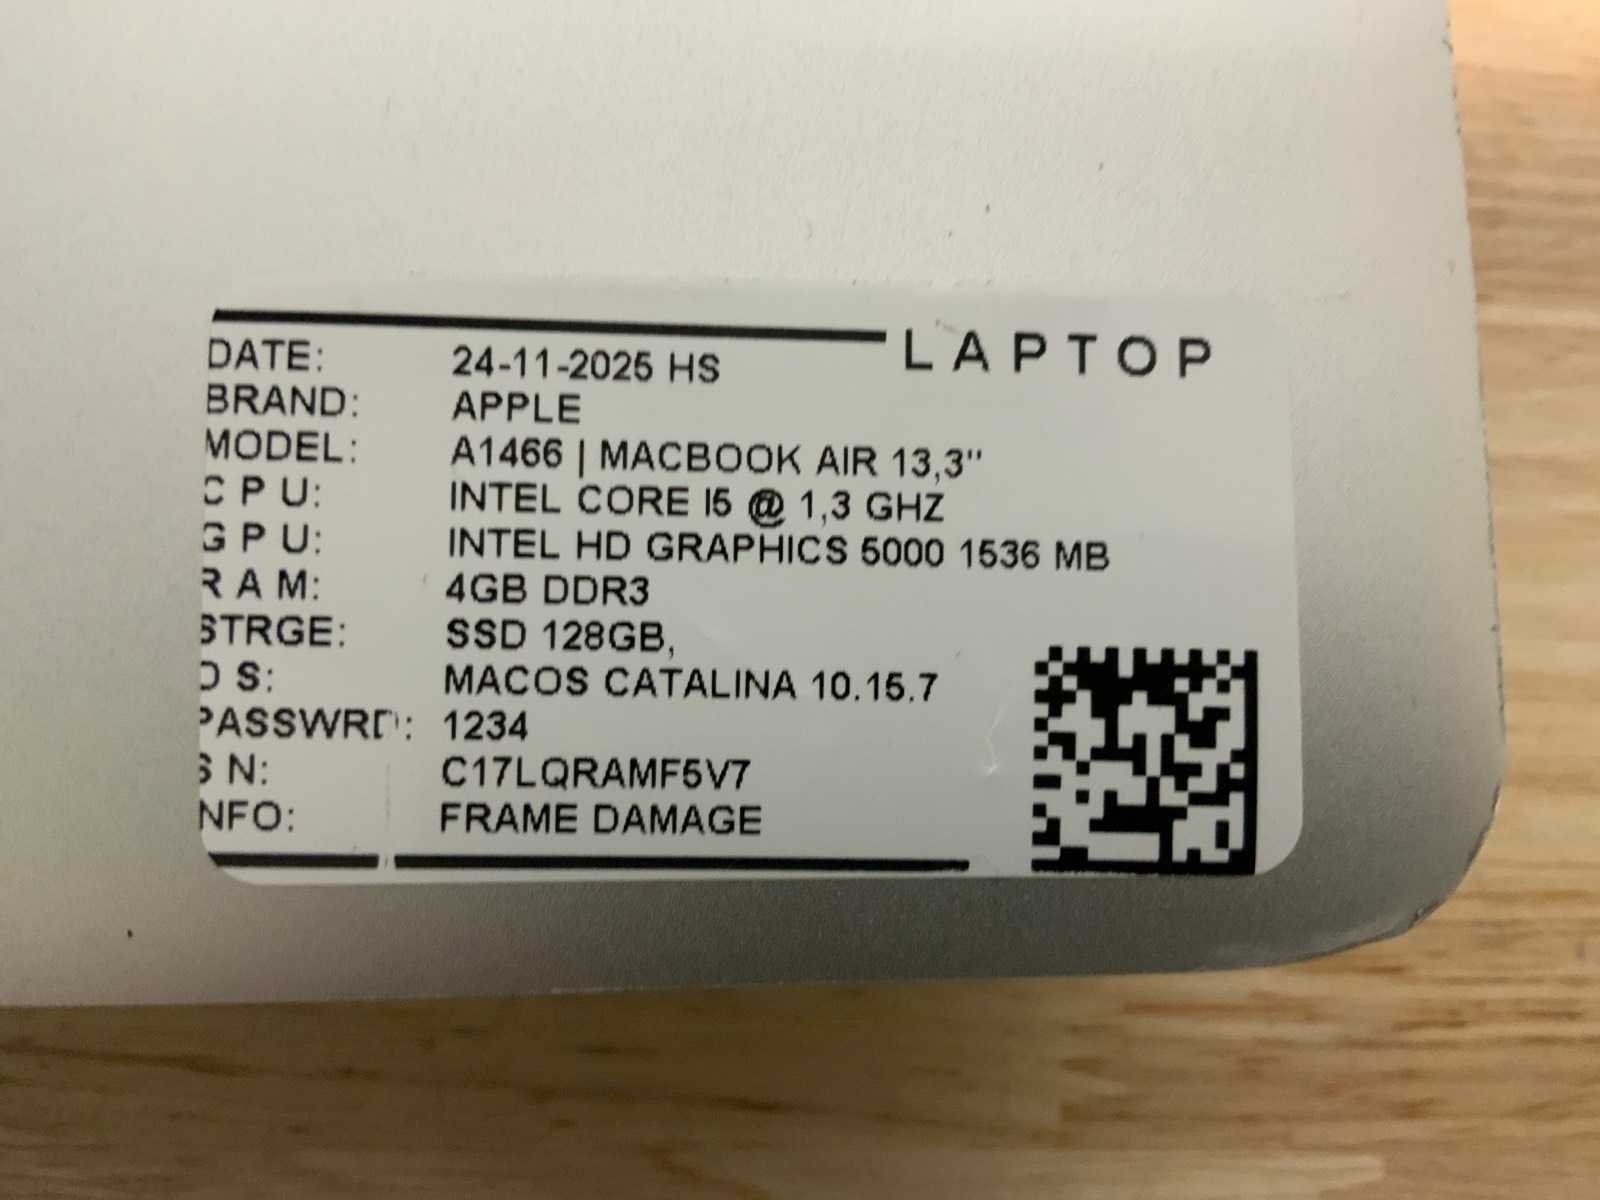 LAPTOP
DATE: 24-11-2025 HS
BRAND: APPLE
MODEL: A1466 | MACBOOK AIR 13,3"
C P U: INTEL CORE I5 @ 1,3 GHZ
G P U: INTEL HD GRAPHICS 5000 1536 MB
R A M: 4GB DDR3
STRGE: SSD 128GB,
O S: MACOS CATALINA 10.15.7
PASSWRD: 1234
S N: C17LQRAMF5V7
INFO: FRAME DAMAGE